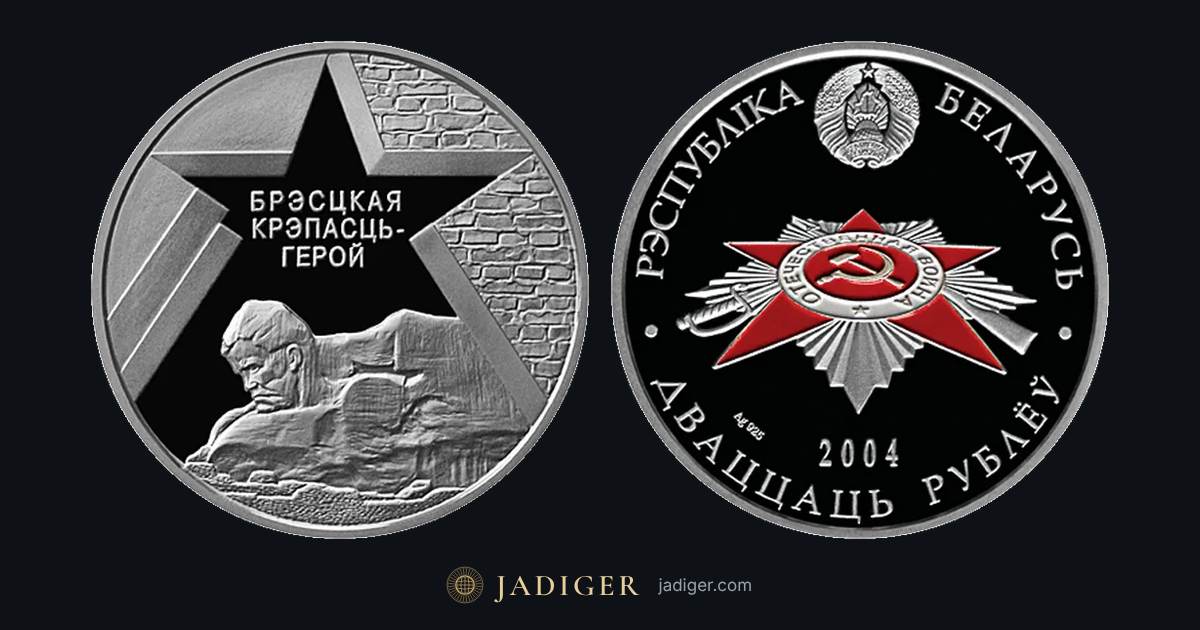 БРЭСЦКАЯ
КРЭПАСЦЬ-
ГЕРОЙ
РЭСПУБЛІКА БЕЛАРУСЬ
ОТЕЧЕСТВЕННАЯ ВОЙНА
Ag 925
2004
ДВАЦЦАЦЬ РУБЛЁЎ
JADIGER jadiger.com